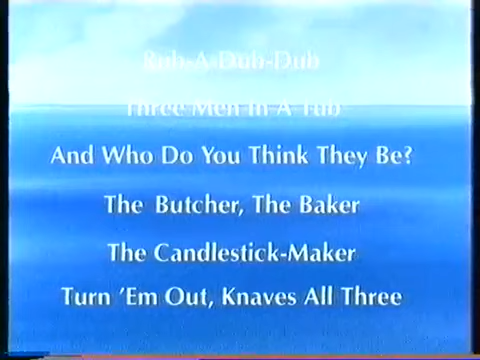 Rub-A-Dub-Dub
Three Men In A Tub
And Who Do You Think They Be?
The Butcher, The Baker
The Candlestick-Maker
Turn 'Em Out, Knaves All Three